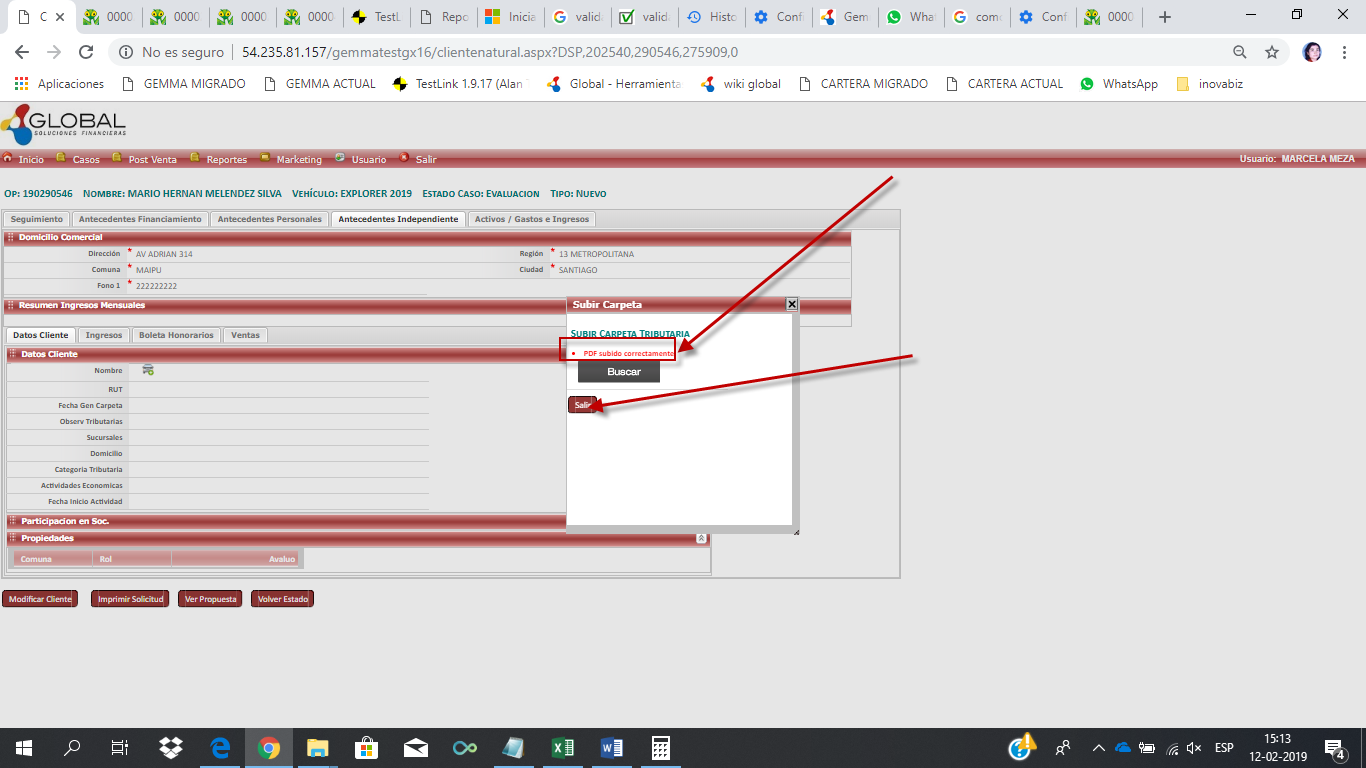 C
0000
0000
0000
0000
TestL
Repo
Inicia
valida
valid
Histo
Conf
Gem
What
como
Conf
0000
No es seguro
54.235.81.157/gemmatestgx16/clientenatural.aspx?DSP,202540,290546,275909,0
Aplicaciones
GEMMA MIGRADO
GEMMA ACTUAL
TestLink 1.9.17 (Alan
Global - Herramienta
wiki global
CARTERA MIGRADO
CARTERA ACTUAL
WhatsApp
inovabiz
GLOBAL
SOLUCIONES FINANCIERAS
Inicio Casos Post Venta Reportes Marketing Usuario Salir
Usuario: MARCELA MEZA
Op: 190290546 Nombre: MARIO HERNAN MELENDEZ SILVA Vehículo: EXPLORER 2019 Estado Caso: Evaluacion Tipo: Nuevo
Seguimiento Antecedentes Financiamiento Antecedentes Personales Antecedentes Independiente Activos / Gastos e Ingresos
Domicilio Comercial
Dirección * AV ADRIAN 314 Región * 13 METROPOLITANA
Comuna * MAIPU Ciudad * SANTIAGO
Fono 1 * 222222222
Resumen Ingresos Mensuales
Datos Cliente Ingresos Boleta Honorarios Ventas
Datos Cliente
Nombre
RUT
Fecha Gen Carpeta
Observ Tributarias
Sucursales
Domicilio
Categoria Tributaria
Actividades Economicas
Fecha Inicio Actividad
Participacion en Soc.
Propiedades
Comuna Rol Avaluo
Subir Carpeta
Subir Carpeta Tributaria
• PDF subido correctamente
Buscar
Modificar Cliente Imprimir Solicitud Ver Propuesta Volver Estado
ESP
15:13
12-02-2019
4